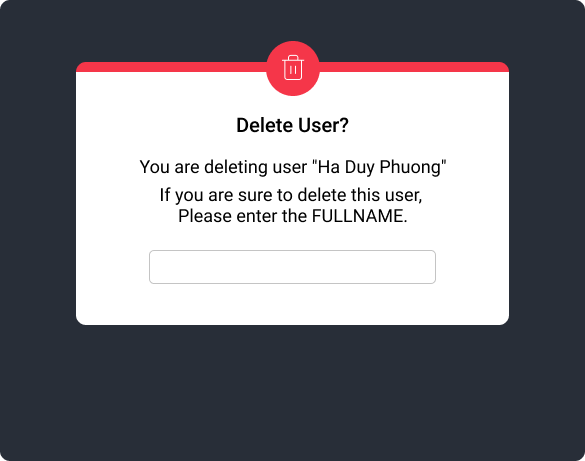 Delete User?
You are deleting user "Ha Duy Phuong"
If you are sure to delete this user,
Please enter the FULLNAME.